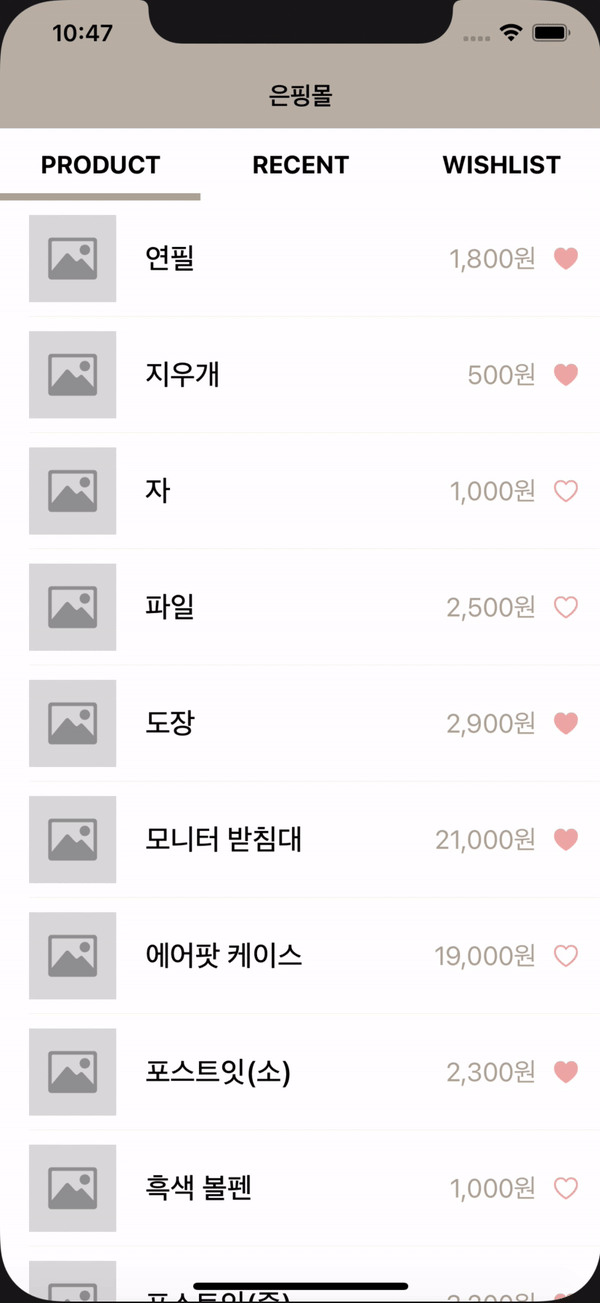 10:47
은핑몰
PRODUCT RECENT WISHLIST
연필 1,800원
지우개 500원
자 1,000원
파일 2,500원
도장 2,900원
모니터 받침대 21,000원
에어팟 케이스 19,000원
포스트잇(소) 2,300원
흑색 볼펜 1,000원